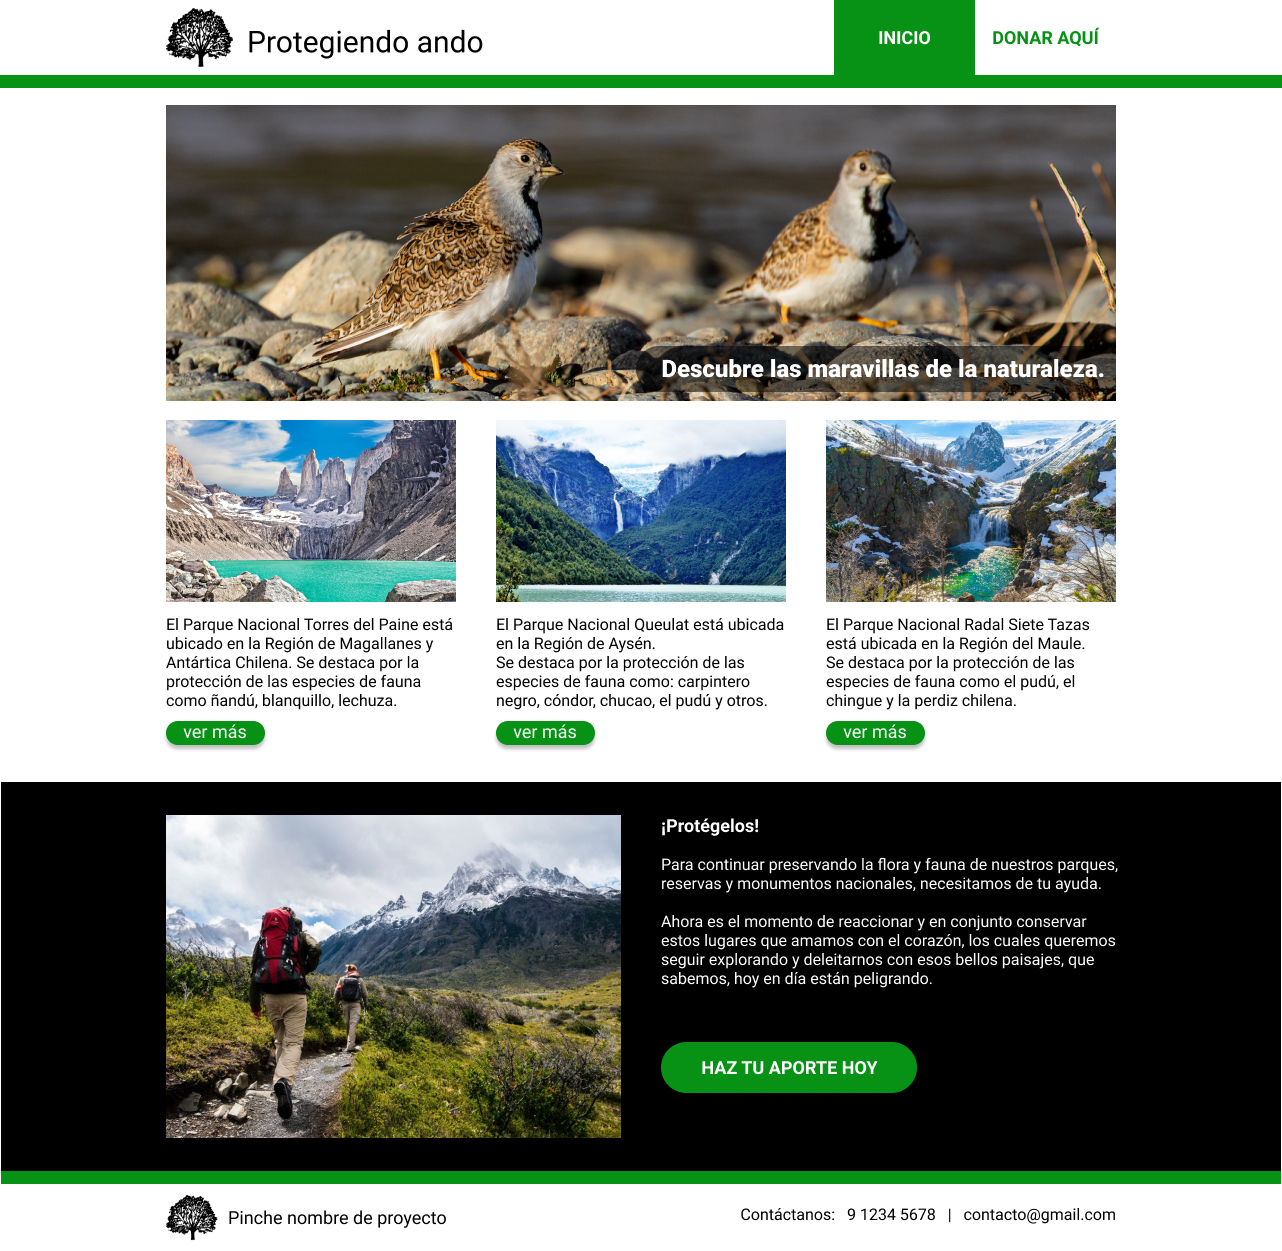 Protegiendo ando
INICIO
DONAR AQUÍ
Descubre las maravillas de la naturaleza.
El Parque Nacional Torres del Paine está
ubicado en la Región de Magallanes y
Antártica Chilena. Se destaca por la
protección de las especies de fauna
como ñandú, blanquillo, lechuza.
ver más
El Parque Nacional Queulat está ubicada
en la Región de Aysén.
Se destaca por la protección de las
especies de fauna como: carpintero
negro, cóndor, chucao, el pudú y otros.
ver más
El Parque Nacional Radal Siete Tazas
está ubicada en la Región del Maule.
Se destaca por la protección de las
especies de fauna como el pudú, el
chingue y la perdiz chilena.
ver más
¡Protégelos!
Para continuar preservando la flora y fauna de nuestros parques,
reservas y monumentos nacionales, necesitamos de tu ayuda.
Ahora es el momento de reaccionar y en conjunto conservar
estos lugares que amamos con el corazón, los cuales queremos
seguir explorando y deleitarnos con esos bellos paisajes, que
sabemos, hoy en día están peligrando.
HAZ TU APORTE HOY
Pinche nombre de proyecto
Contáctanos: 9 1234 5678 | contacto@gmail.com